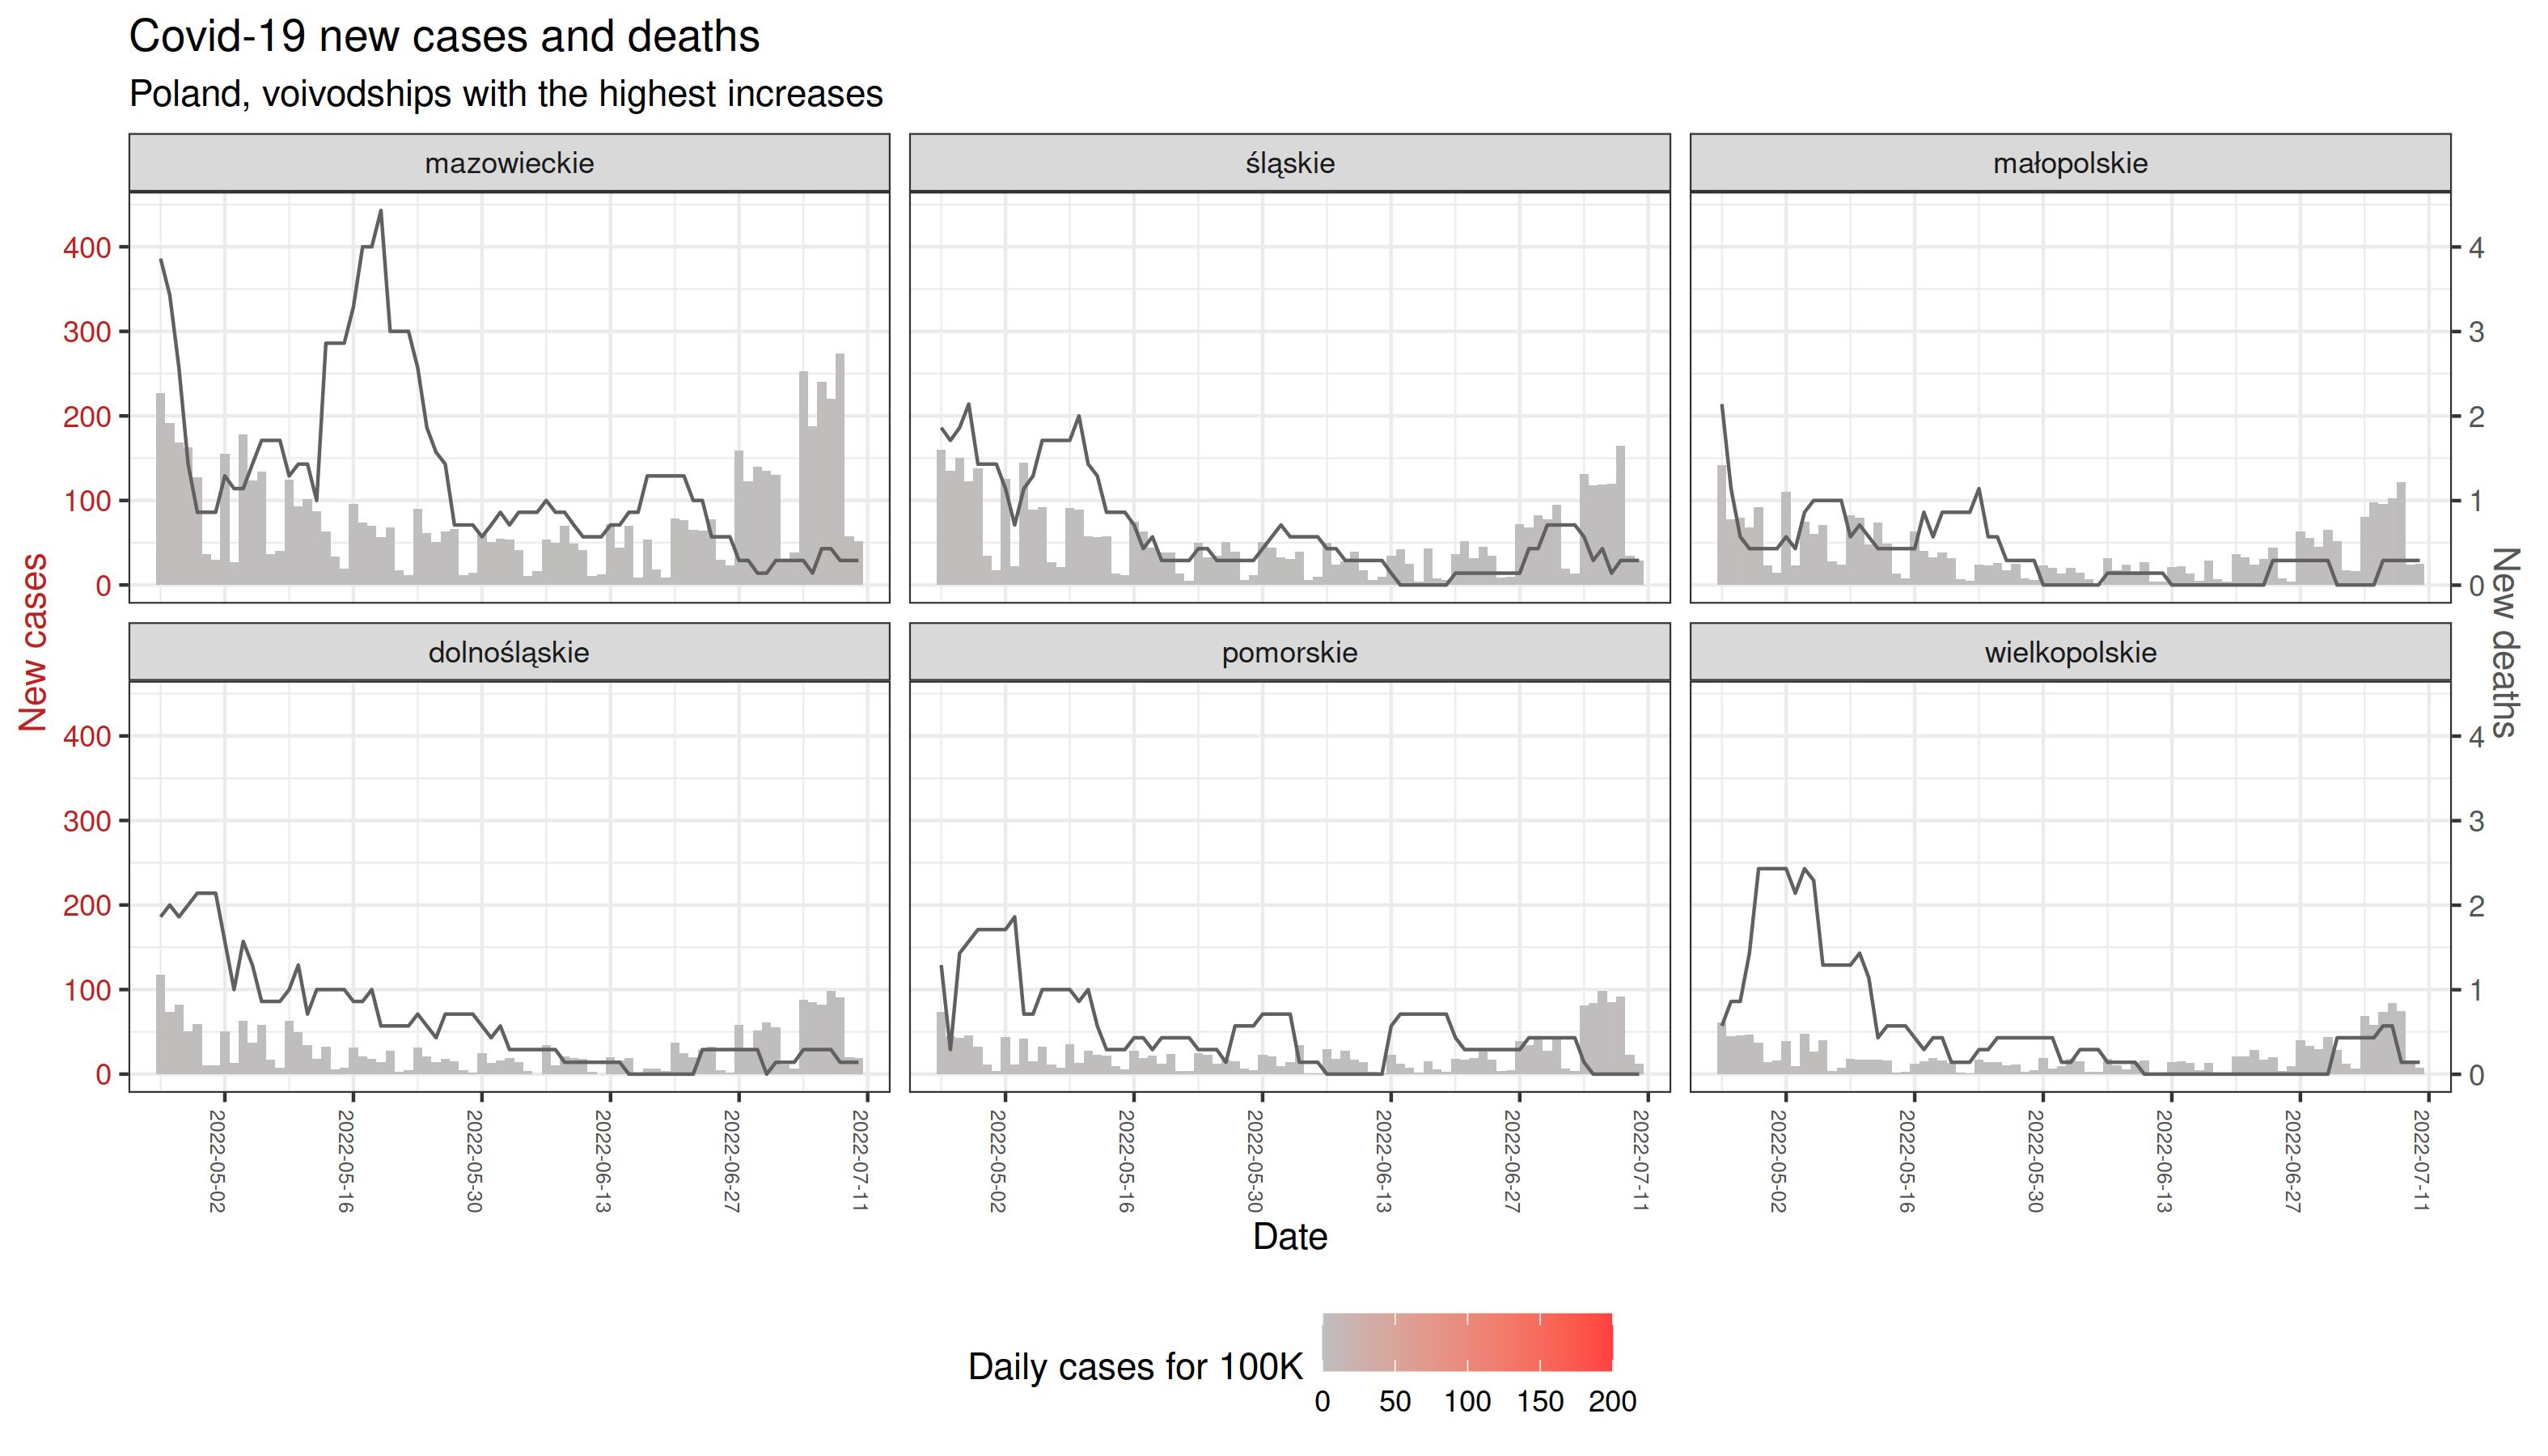 Covid-19 new cases and deaths
Poland, voivodships with the highest increases
mazowieckie
śląskie
małopolskie
400
300
200
100
0
4
3
2
1
0
New cases
New deaths
dolnośląskie
pomorskie
wielkopolskie
400
300
200
100
0
4
3
2
1
0
2022-05-02
2022-05-16
2022-05-30
2022-06-13
2022-06-27
2022-07-11
2022-05-02
2022-05-16
2022-05-30
2022-06-13
2022-06-27
2022-07-11
2022-05-02
2022-05-16
2022-05-30
2022-06-13
2022-06-27
2022-07-11
Date
Daily cases for 100K
0 50 100 150 200